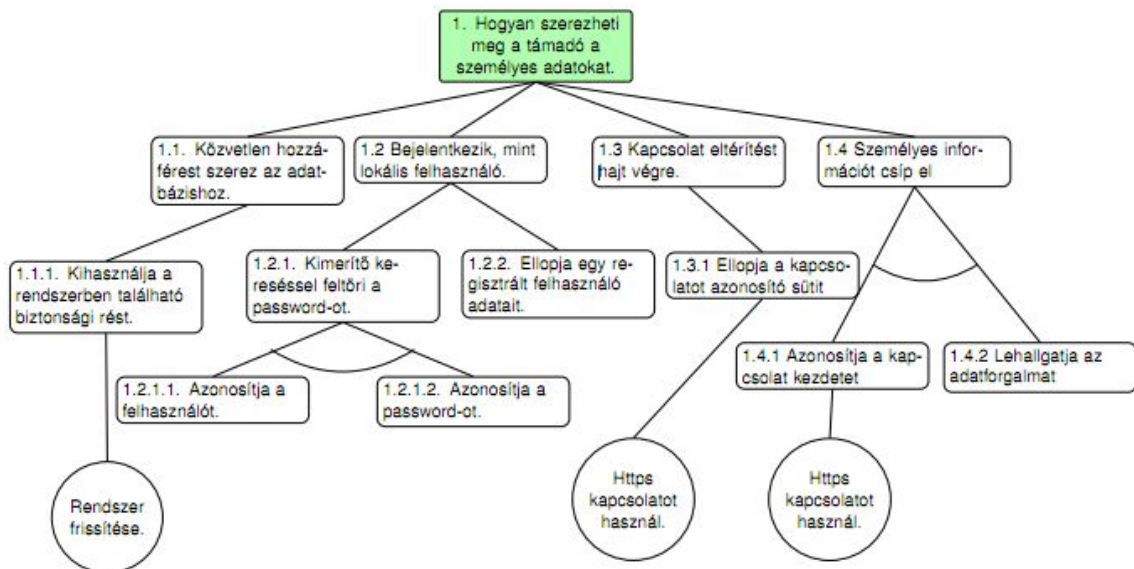 1. Hogyan szerezheti
meg a támadó a
személyes adatokat.
1.1. Közvetlen hozzá-
férest szerez az adat-
bázishoz.
1.2 Bejelentkezik, mint
lokális felhasználó.
1.3 Kapcsolat eltérítést
hajt végre.
1.4 Személyes infor-
mációt csíp el
1.1.1. Kihasználja a
rendszerben található
biztonsági rést.
1.2.1. Kimerítő ke-
reséssel feltöri a
password-ot.
1.2.2. Ellopja egy re-
gisztrált felhasználó
adatait.
1.3.1 Ellopja a kapcso-
latot azonosító sütit
1.2.1.1. Azonosítja a
felhasználót.
1.2.1.2. Azonosítja a
password-ot.
1.4.1 Azonosítja a kap-
csolat kezdetet
1.4.2 Lehallgatja az
adatforgalmat
Rendszer
frissítése.
Https
kapcsolatot
használ.
Https
kapcsolatot
használ.